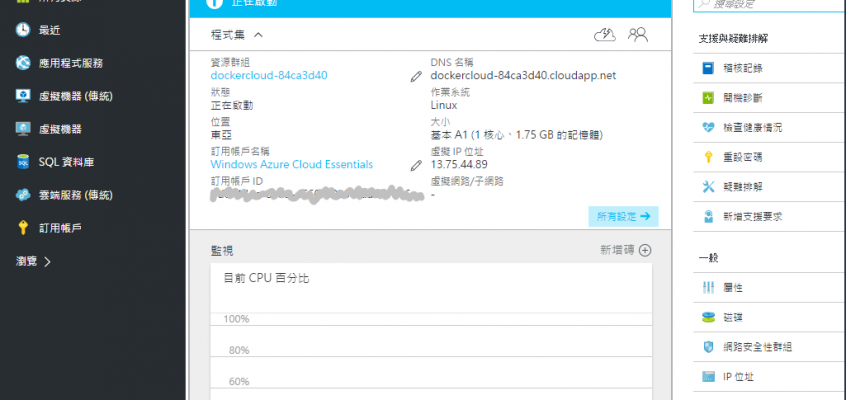 最近
應用程式服務
虛擬機器 (傳統)
虛擬機器
SQL 資料庫
雲端服務 (傳統)
訂用帳戶
瀏覽
正在啟動
程式集
資源群組
dockercloud-84ca3d40
狀態
正在啟動
位置
東亞
訂用帳戶名稱
Windows Azure Cloud Essentials
訂用帳戶 ID
DNS 名稱
dockercloud-84ca3d40.cloudapp.net
作業系統
Linux
大小
基本 A1 (1 核心、1.75 GB 的記憶體)
虛擬 IP 位址
13.75.44.89
虛擬網路/子網路
-
所有設定
監視
新增磚
目前 CPU 百分比
100%
80%
60%
搜尋設定
支援與疑難排解
稽核記錄
開機診斷
檢查健康情況
重設密碼
疑難排解
新增支援要求
一般
屬性
磁碟
網路安全性群組
IP 位址